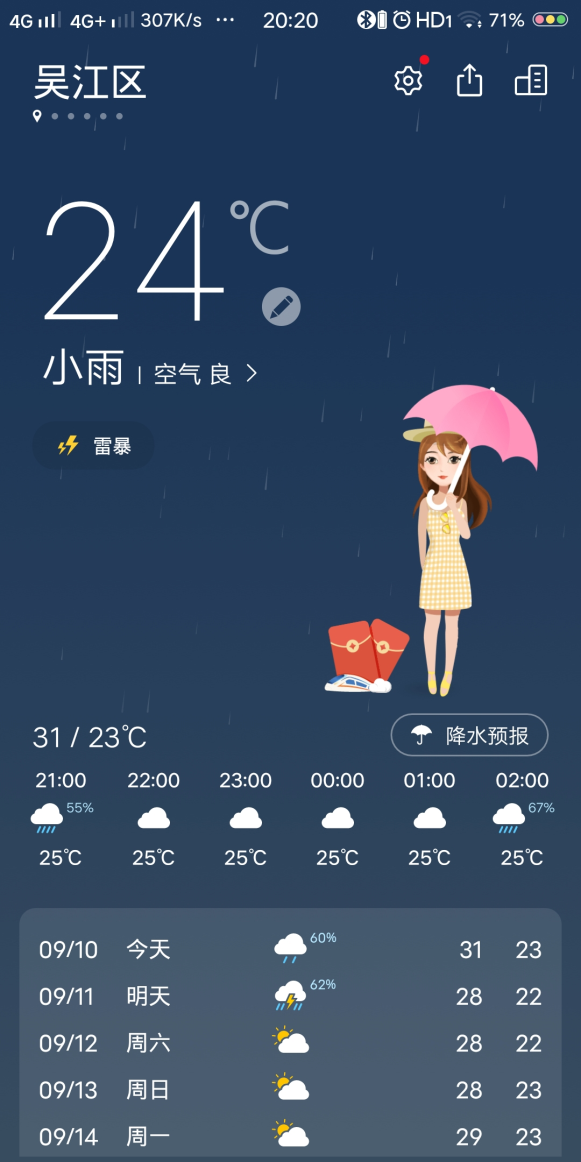 4G 4G+ 307K/s ··· 20:20 HD1 71%
吴江区
24℃
小雨 | 空气 良 >
雷暴
31 / 23℃ 降水预报
21:00 22:00 23:00 00:00 01:00 02:00
55% 67%
25℃ 25℃ 25℃ 25℃ 25℃ 25℃
09/10 今天 60% 31 23
09/11 明天 62% 28 22
09/12 周六 28 22
09/13 周日 28 23
09/14 周一 29 23